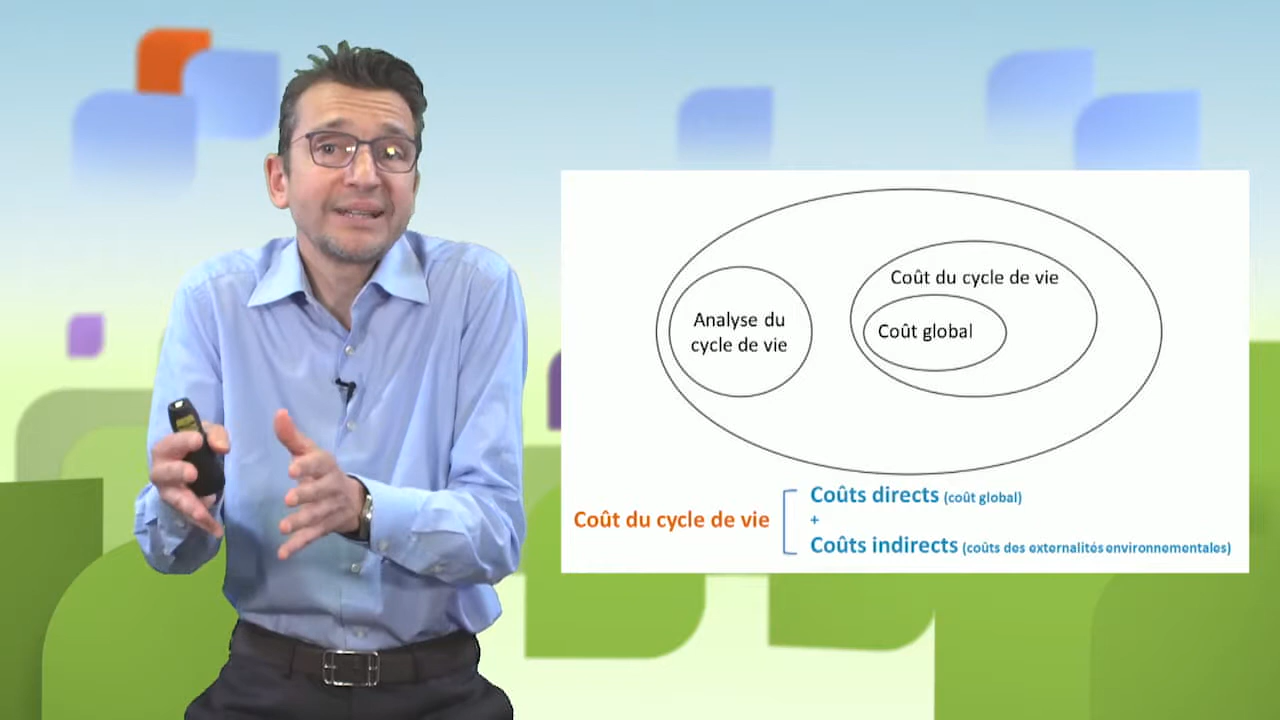 Coût du cycle de vie
Analyse du
cycle de vie
Coût global
Coûts directs (coût global)
+
Coût du cycle de vie
Coûts indirects (coûts des externalités environnementales)